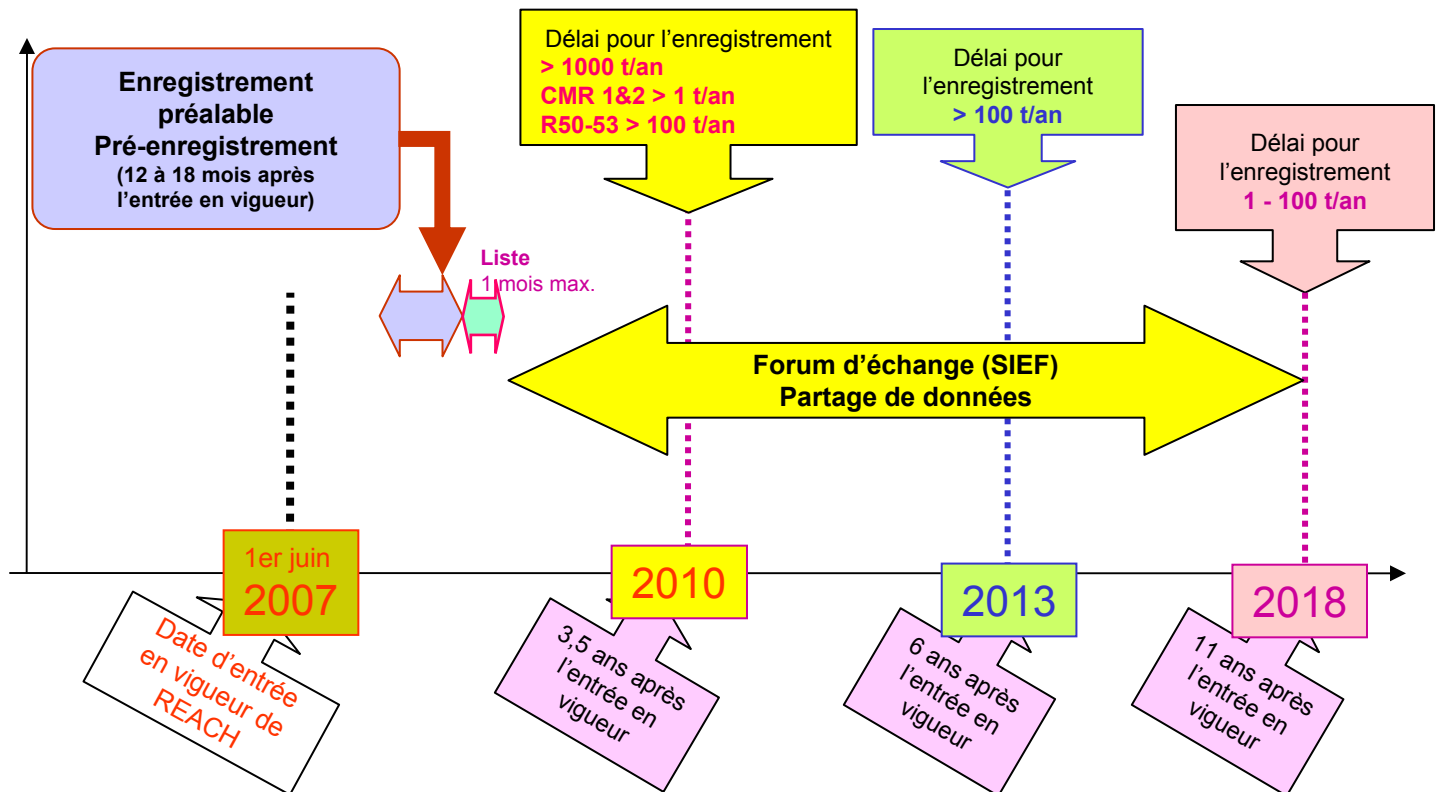 Enregistrement
préalable
Pré-enregistrement
(12 à 18 mois après
l'entrée en vigueur)
Délai pour l'enregistrement
> 1000 t/an
CMR 1&2 > 1 t/an
R50-53 > 100 t/an
Délai pour
l'enregistrement
> 100 t/an
Délai pour
l'enregistrement
1 - 100 t/an
Liste
1 mois max.
Forum d'échange (SIEF)
Partage de données
1er juin
2007
2010
2013
2018
Date d'entrée
en vigueur de
REACH
3,5 ans après
l'entrée en
vigueur
6 ans après
l'entrée en
vigueur
11 ans après
l'entrée en
vigueur